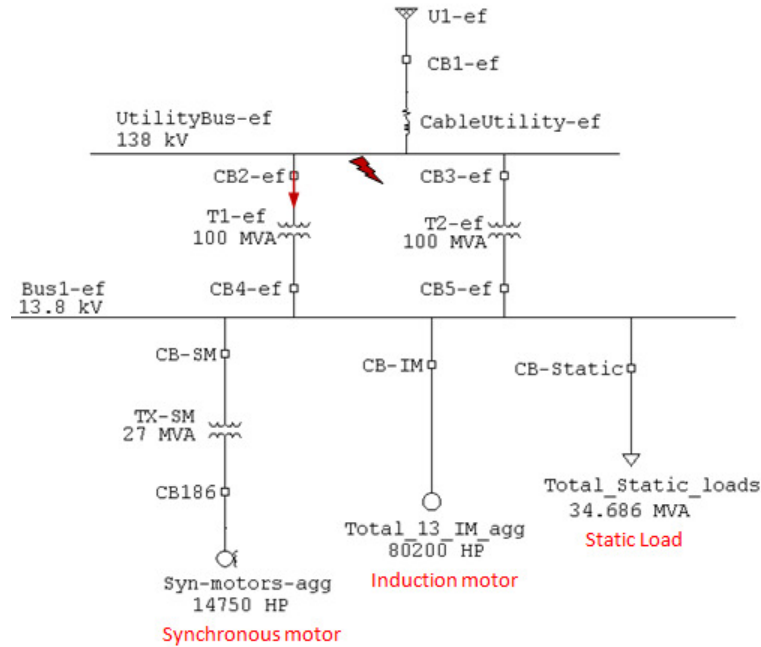 U1-ef
CB1-ef
CableUtility-ef
UtilityBus-ef
138 kV
CB2-ef
CB3-ef
T1-ef
100 MVA
T2-ef
100 MVA
Bus1-ef
13.8 kV
CB4-ef
CB5-ef
CB-SM
CB-IM
CB-Static
TX-SM
27 MVA
CB186
Total_Static_loads
34.686 MVA
Static Load
Total_13_IM_agg
80200 HP
Induction motor
Syn-motors-agg
14750 HP
Synchronous motor